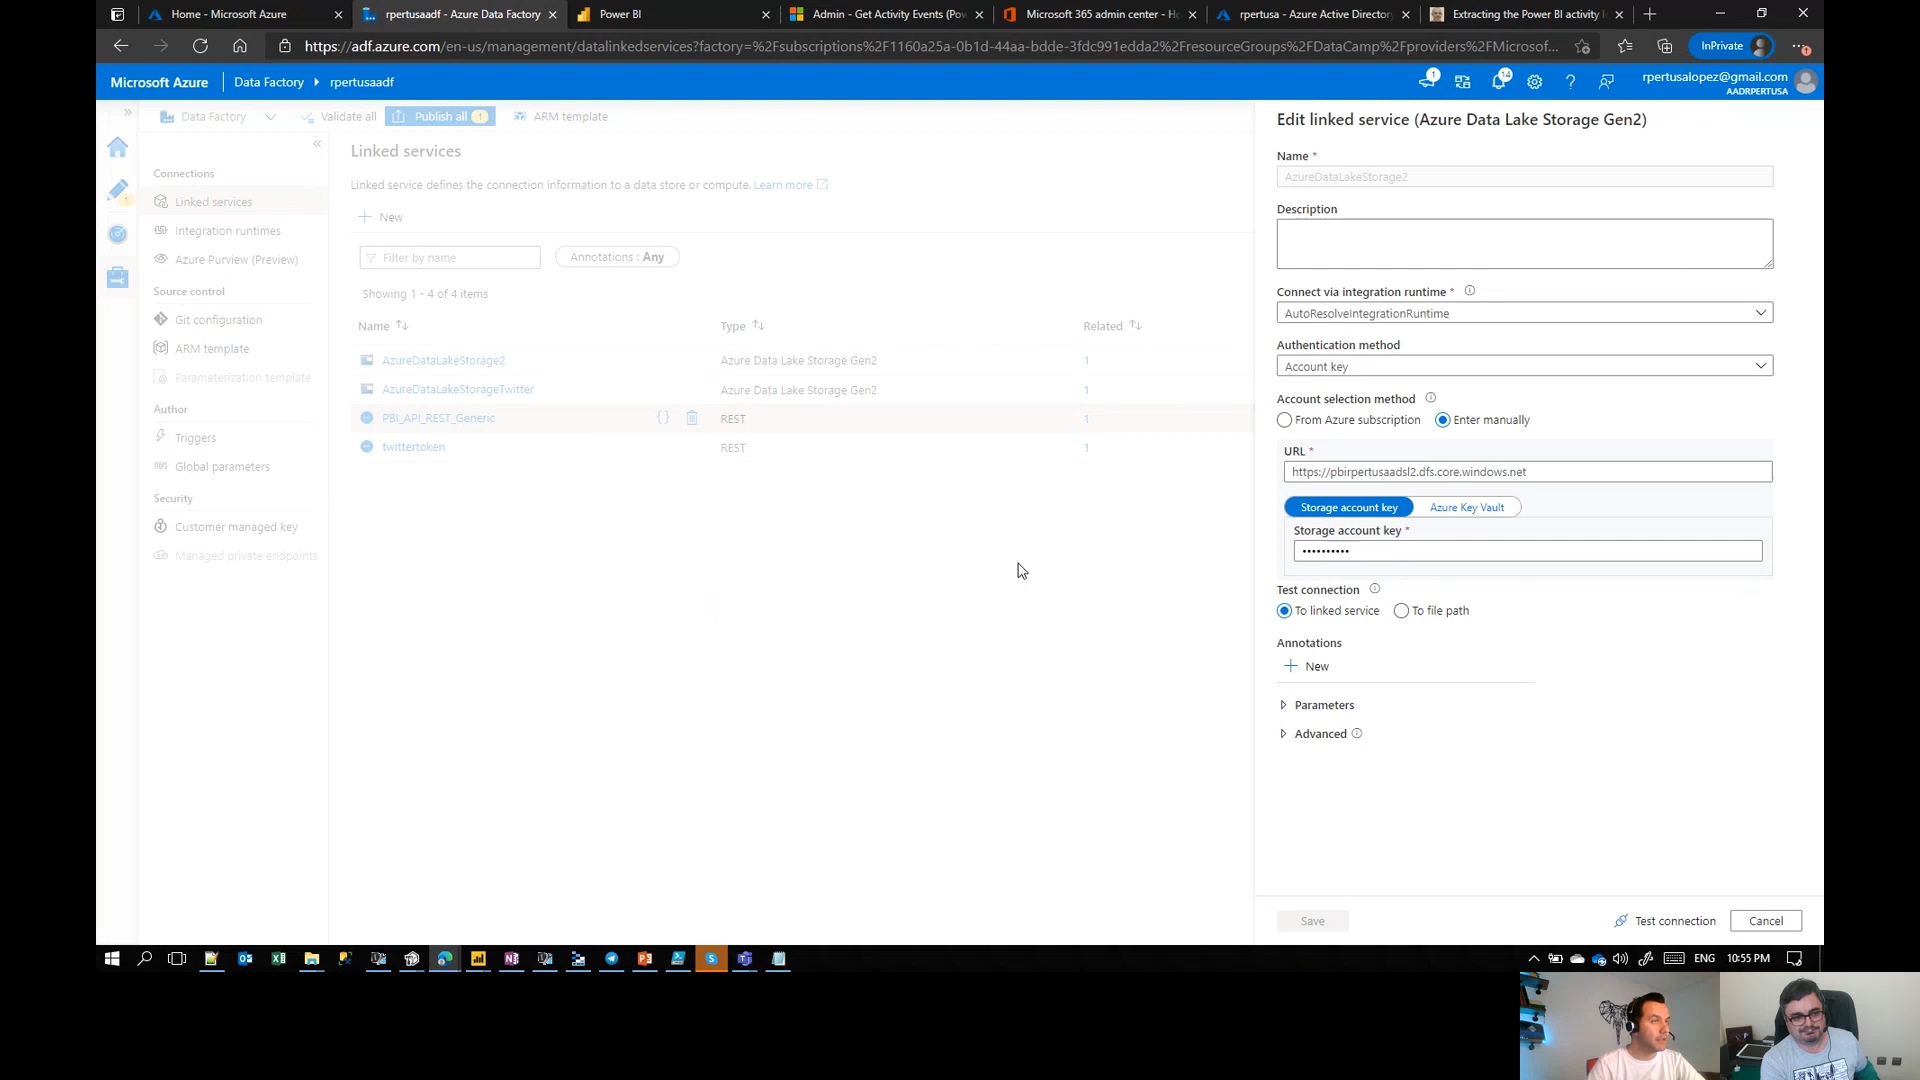 Home - Microsoft Azure
rpertusaadf - Azure Data Factory
Power BI
Admin - Get Activity Events (Pow
Microsoft 365 admin center - Ho
rpertusa - Azure Active Directory
Extracting the Power BI activity l
https://adf.azure.com/en-us/management/datalinkedservices?factory=%2Fsubscriptions%2F1160a25a-0b1d-44aa-bdde-3fdc991edda2%2FresourceGroups%2FDataCamp%2Fproviders%2FMicrosof...
InPrivate
Microsoft Azure
Data Factory
rpertusaadf
1
14
rpertusalopez@gmail.com
AADRPERTUSA
Data Factory
Validate all
Publish all 1
ARM template
Connections
Linked services
Integration runtimes
Azure Purview (Preview)
Source control
Git configuration
ARM template
Parameterization template
Author
Triggers
Global parameters
Security
Customer managed key
Managed private endpoints
Linked services
Linked service defines the connection information to a data store or compute. Learn more
New
Filter by name
Annotations : Any
Showing 1 - 4 of 4 items
Name Type Related
AzureDataLakeStorage2 Azure Data Lake Storage Gen2 1
AzureDataLakeStorageTwitter Azure Data Lake Storage Gen2 1
PBI_API_REST_Generic {} REST 1
twittertoken REST 1
Edit linked service (Azure Data Lake Storage Gen2)
Name *
AzureDataLakeStorage2
Description
Connect via integration runtime *
AutoResolveIntegrationRuntime
Authentication method
Account key
Account selection method
From Azure subscription Enter manually
URL *
https://pbirpertusaadsl2.dfs.core.windows.net
Storage account key Azure Key Vault
Storage account key *
••••••••••
Test connection
To linked service To file path
Annotations
New
Parameters
Advanced
Save
Test connection
Cancel
ENG 10:55 PM